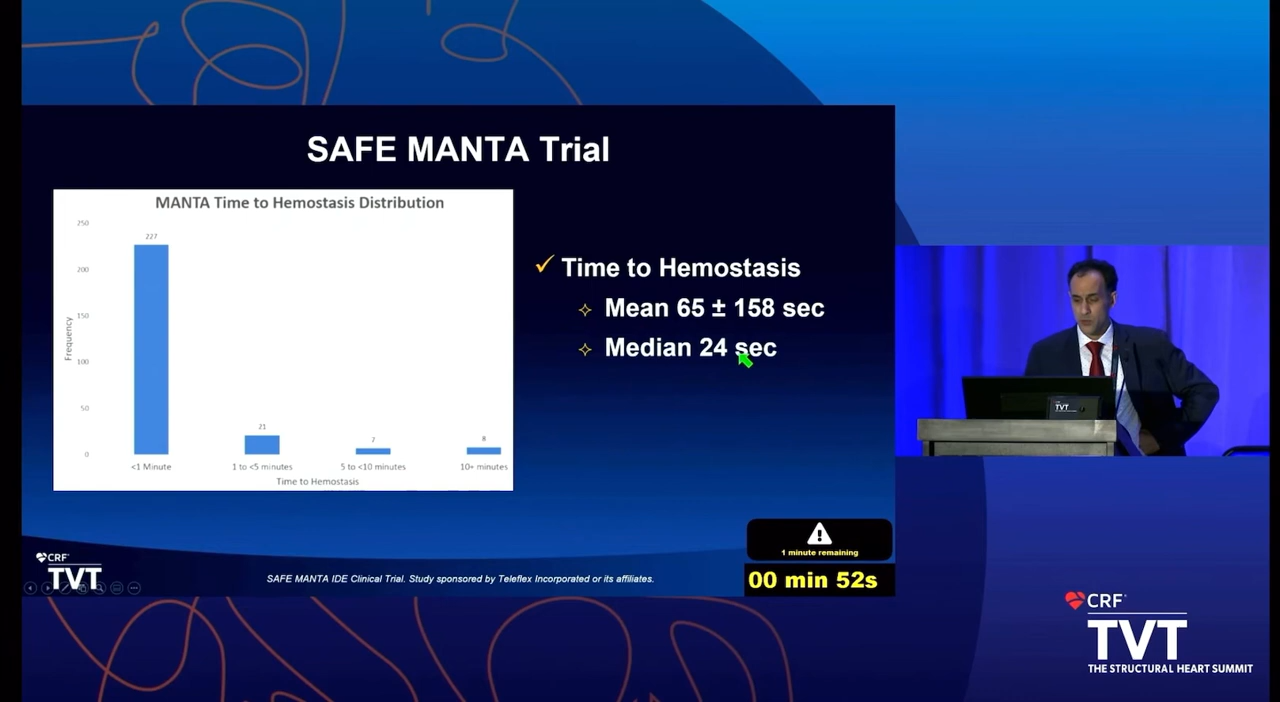 SAFE MANTA Trial
MANTA Time to Hemostasis Distribution
250
200
150
100
50
0
Frequency
227
21
7
8
<1 Minute
1 to <5 minutes
5 to <10 minutes
10+ minutes
Time to Hemostasis
✓ Time to Hemostasis
Mean 65 ± 158 sec
Median 24 sec
1 minute remaining
00 min 52s
CRF
TVT
SAFE MANTA IDE Clinical Trial. Study sponsored by Teleflex Incorporated or its affiliates.
TVT
CRF
TVT
THE STRUCTURAL HEART SUMMIT